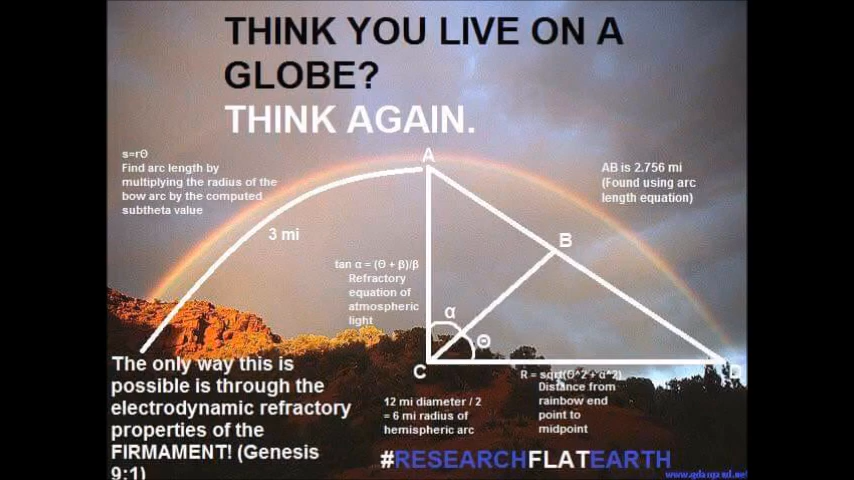 THINK YOU LIVE ON A
GLOBE?
THINK AGAIN.
s=rΘ
Find arc length by
multiplying the radius of the
bow arc by the computed
subtheta value
A
AB is 2.756 mi
(Found using arc
length equation)
3 mi
B
tan α = (Θ + β)/β
Refractory
equation of
atmospheric
light
α
Θ
C
D
The only way this is
possible is through the
electrodynamic refractory
properties of the
FIRMAMENT! (Genesis
9:1)
12 mi diameter / 2
= 6 mi radius of
hemispheric arc
R = sqrt(Θ^2 + α^2)
Distance from
rainbow end
point to
midpoint
#RESEARCHFLATEARTH